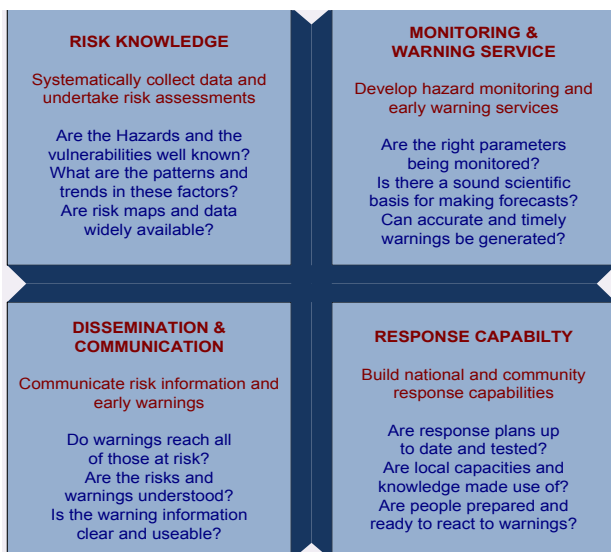 RISK KNOWLEDGE
Systematically collect data and
undertake risk assessments
Are the Hazards and the
vulnerabilities well known?
What are the patterns and
trends in these factors?
Are risk maps and data
widely available?
MONITORING &
WARNING SERVICE
Develop hazard monitoring and
early warning services
Are the right parameters
being monitored?
Is there a sound scientific
basis for making forecasts?
Can accurate and timely
warnings be generated?
DISSEMINATION &
COMMUNICATION
Communicate risk information and
early warnings
Do warnings reach all
of those at risk?
Are the risks and
warnings understood?
Is the warning information
clear and useable?
RESPONSE CAPABILTY
Build national and community
response capabilities
Are response plans up
to date and tested?
Are local capacities and
knowledge made use of?
Are people prepared and
ready to react to warnings?